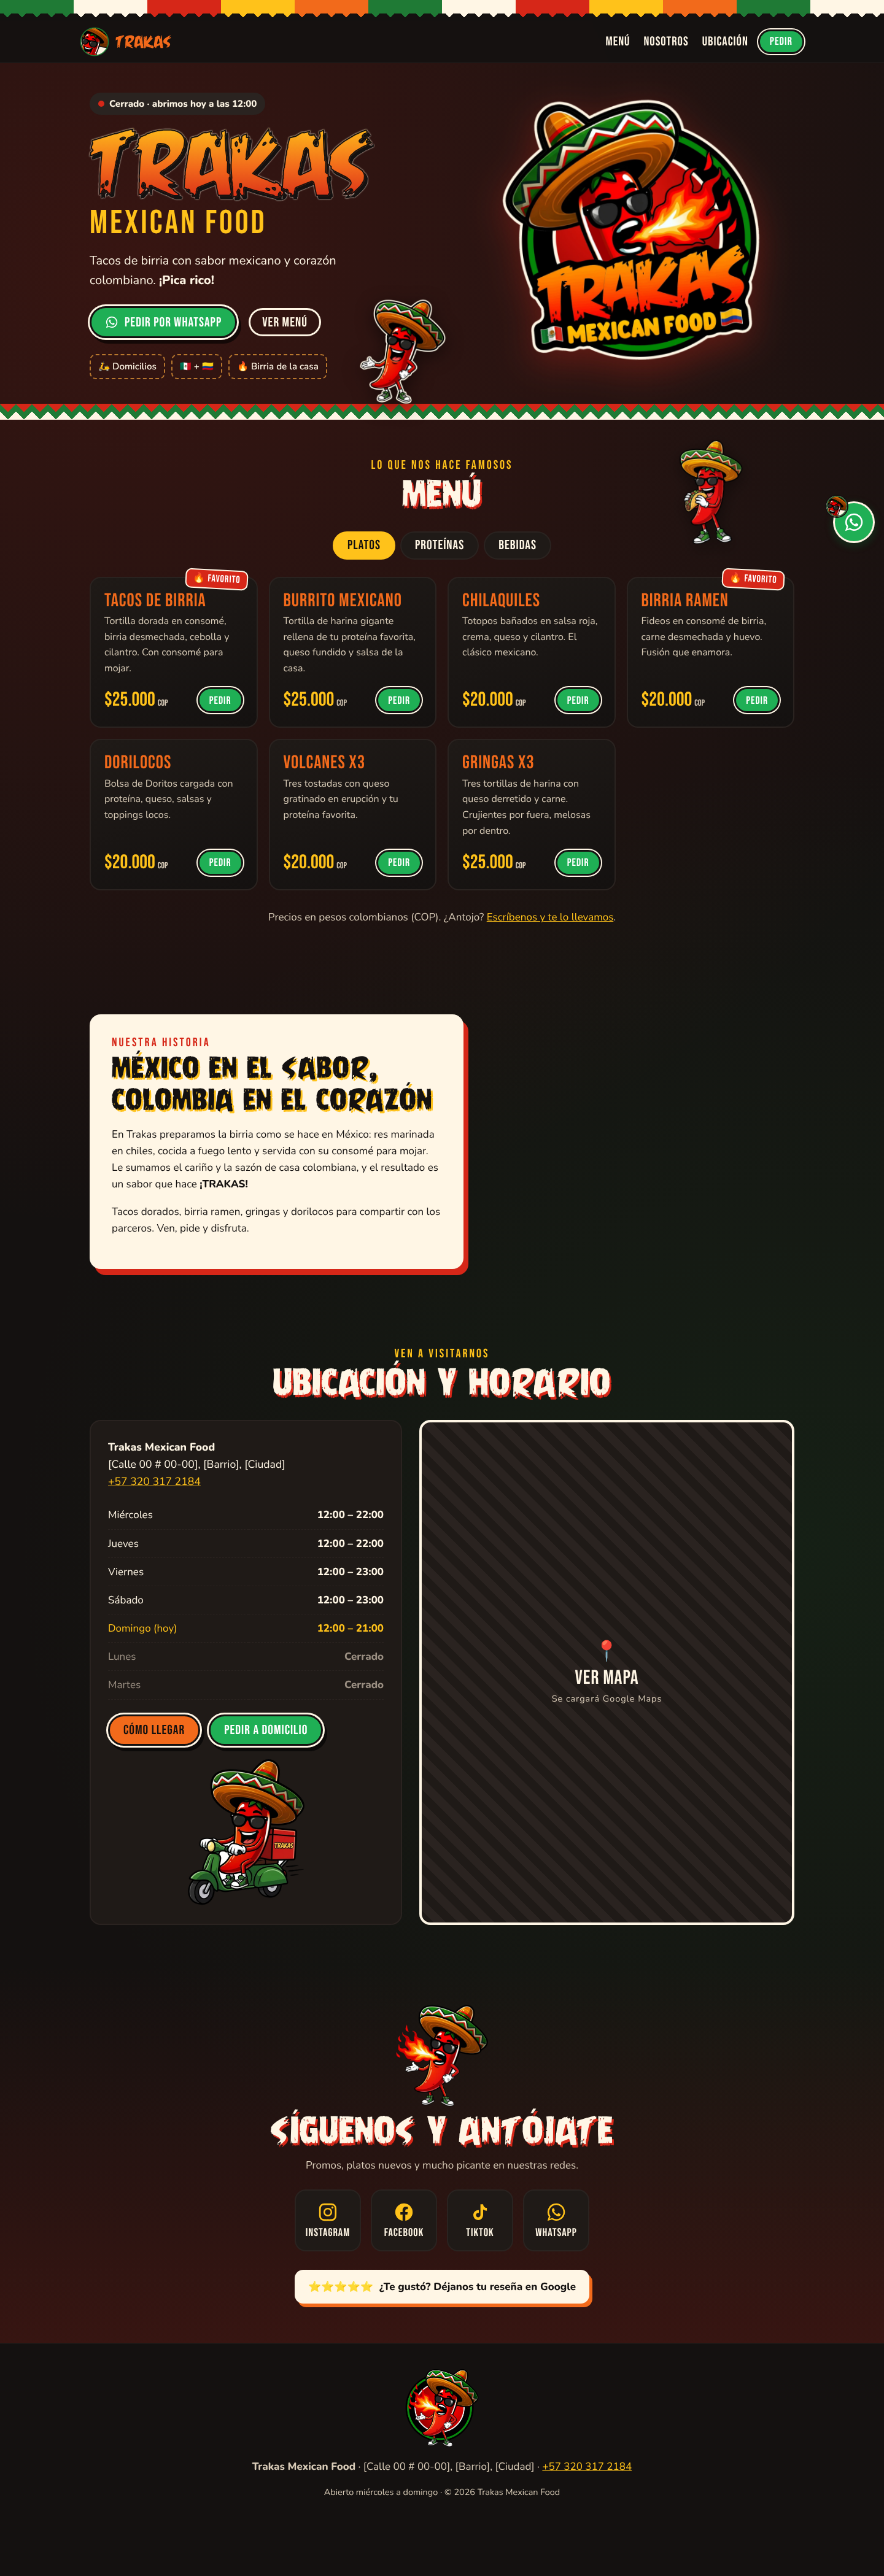 TRAKAS
MENÚ
NOSOTROS
UBICACIÓN
PEDIR
Cerrado · abrimos hoy a las 12:00
TRAKAS
MEXICAN FOOD
Tacos de birria con sabor mexicano y corazón
colombiano. ¡Pica rico!
PEDIR POR WHATSAPP
VER MENÚ
🛵 Domicilios
🇲🇽 + 🇨🇴
🔥 Birria de la casa
TRAKAS
MEXICAN FOOD
LO QUE NOS HACE FAMOSOS
MENÚ
PLATOS
PROTEÍNAS
BEBIDAS
🔥 FAVORITO
TACOS DE BIRRIA
Tortilla dorada en consomé,
birria desmechada, cebolla y
cilantro. Con consomé para
mojar.
$25.000 COP
PEDIR
BURRITO MEXICANO
Tortilla de harina gigante
rellena de tu proteína favorita,
queso fundido y salsa de la
casa.
$25.000 COP
PEDIR
CHILAQUILES
Totopos bañados en salsa roja,
crema, queso y cilantro. El
clásico mexicano.
$20.000 COP
PEDIR
🔥 FAVORITO
BIRRIA RAMEN
Fideos en consomé de birria,
carne desmechada y huevo.
Fusión que enamora.
$20.000 COP
PEDIR
DORILOCOS
Bolsa de Doritos cargada con
proteína, queso, salsas y
toppings locos.
$20.000 COP
PEDIR
VOLCANES X3
Tres tostadas con queso
gratinado en erupción y tu
proteína favorita.
$20.000 COP
PEDIR
GRINGAS X3
Tres tortillas de harina con
queso derretido y carne.
Crujientes por fuera, melosas
por dentro.
$25.000 COP
PEDIR
Precios en pesos colombianos (COP). ¿Antojo? Escríbenos y te lo llevamos.
NUESTRA HISTORIA
MÉXICO EN EL SABOR,
COLOMBIA EN EL CORAZÓN
En Trakas preparamos la birria como se hace en México: res marinada
en chiles, cocida a fuego lento y servida con su consomé para mojar.
Le sumamos el cariño y la sazón de casa colombiana, y el resultado es
un sabor que hace ¡TRAKAS!
Tacos dorados, birria ramen, gringas y dorilocos para compartir con los
parceros. Ven, pide y disfruta.
VEN A VISITARNOS
UBICACIÓN Y HORARIO
Trakas Mexican Food
[Calle 00 # 00-00], [Barrio], [Ciudad]
+57 320 317 2184
Miércoles 12:00 – 22:00
Jueves 12:00 – 22:00
Viernes 12:00 – 23:00
Sábado 12:00 – 23:00
Domingo (hoy) 12:00 – 21:00
Lunes Cerrado
Martes Cerrado
CÓMO LLEGAR
PEDIR A DOMICILIO
TRAKAS
📍
VER MAPA
Se cargará Google Maps
SÍGUENOS Y ANTÓJATE
Promos, platos nuevos y mucho picante en nuestras redes.
INSTAGRAM
FACEBOOK
TIKTOK
WHATSAPP
⭐⭐⭐⭐⭐ ¿Te gustó? Déjanos tu reseña en Google
Trakas Mexican Food · [Calle 00 # 00-00], [Barrio], [Ciudad] · +57 320 317 2184
Abierto miércoles a domingo · © 2026 Trakas Mexican Food